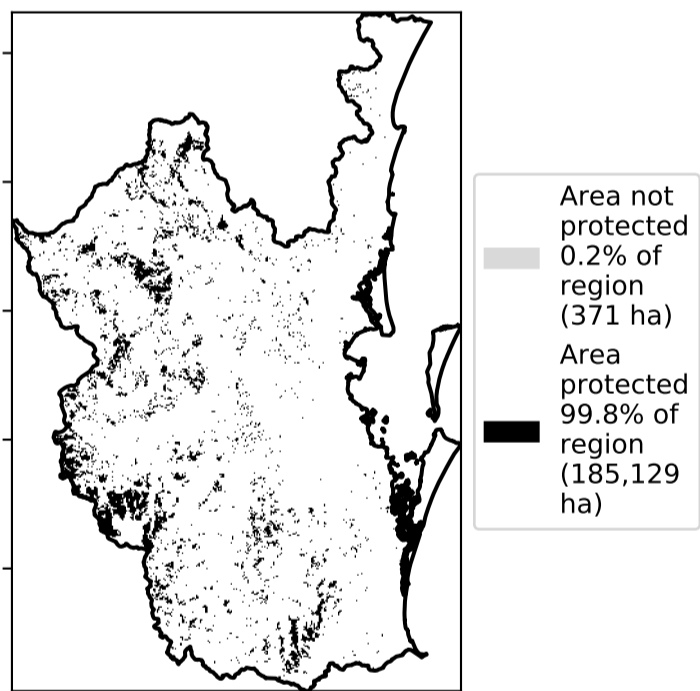 Area not
protected
0.2% of
region
(371 ha)
Area
protected
99.8% of
region
(185,129
ha)